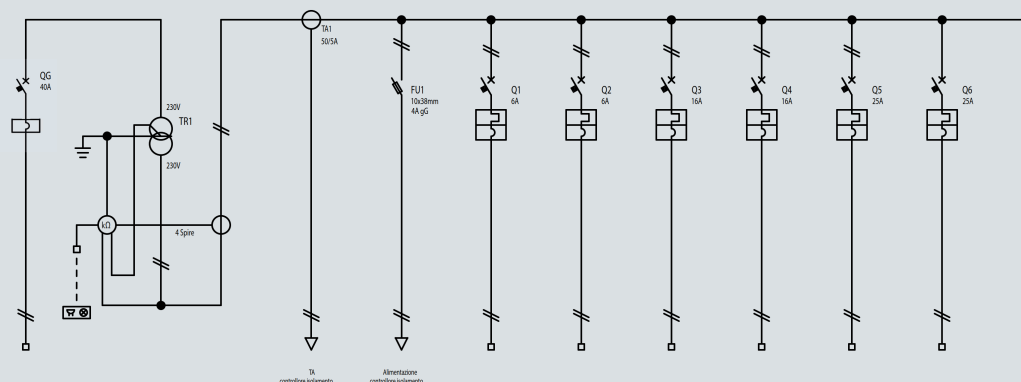 QG
40A
230V
TR1
230V
kΩ
4 Spire
TA1
50/5A
FU1
10x38mm
4A gG
Q1
6A
Q2
6A
Q3
16A
Q4
16A
Q5
25A
Q6
25A
TA
controllore isolamento
Alimentazione
controllore isolamento